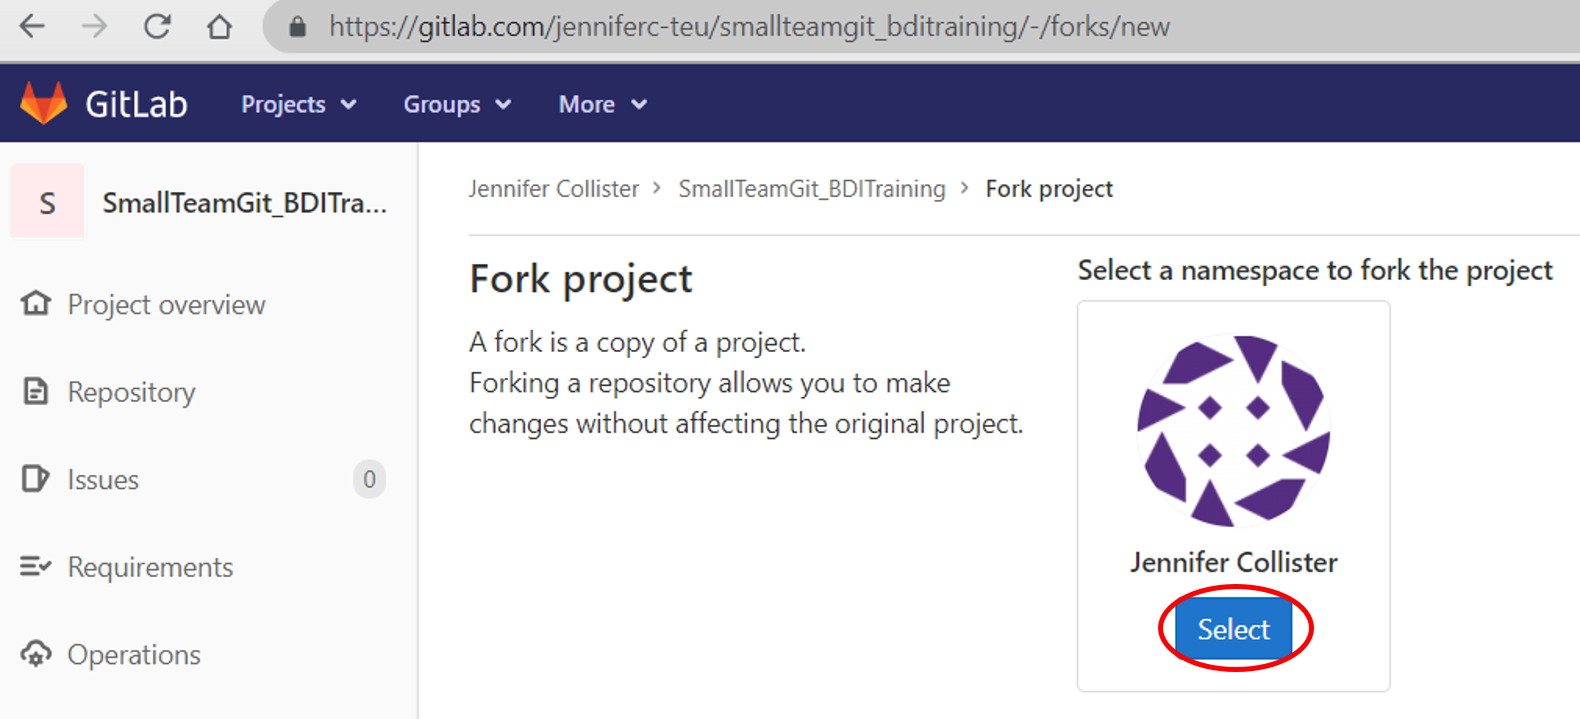 https://gitlab.com/jenniferc-teu/smallteamgit_bditraining/-/forks/new
GitLab Projects Groups More
S SmallTeamGit_BDITra...
Project overview
Repository
Issues 0
Requirements
Operations
Jennifer Collister > SmallTeamGit_BDITraining > Fork project
Fork project
A fork is a copy of a project.
Forking a repository allows you to make
changes without affecting the original project.
Select a namespace to fork the project
Jennifer Collister
Select